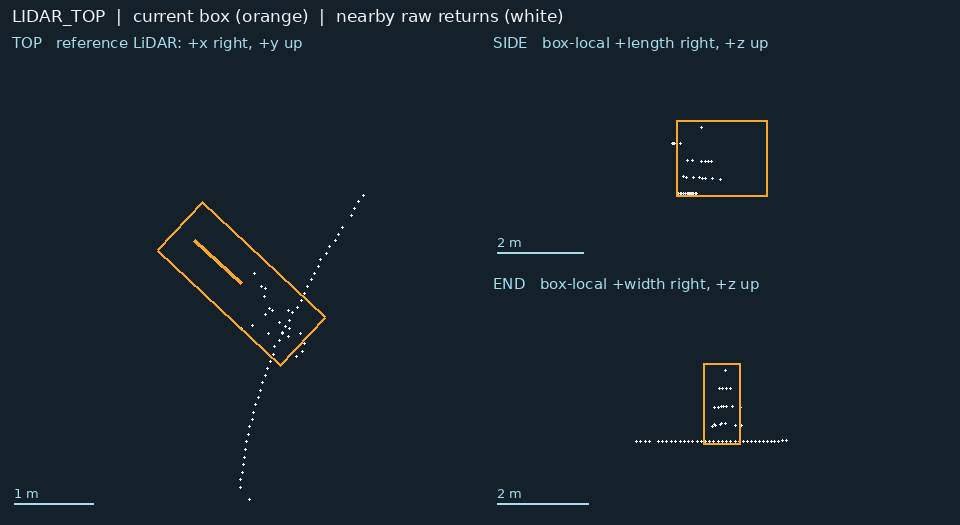 LIDAR_TOP | current box (orange) | nearby raw returns (white)
TOP reference LiDAR: +x right, +y up
SIDE box-local +length right, +z up
2 m
END box-local +width right, +z up
1 m
2 m